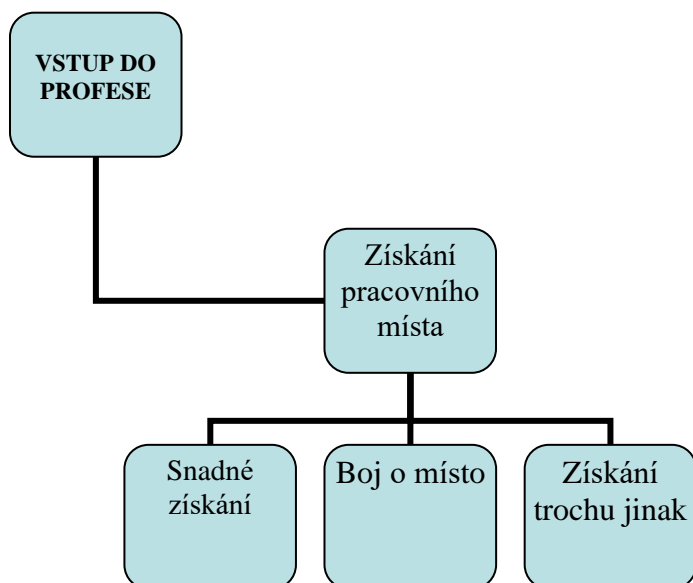 VSTUP DO
PROFESE
Získání
pracovního
místa
Snadné
získání
Boj o místo
Získání
trochu jinak